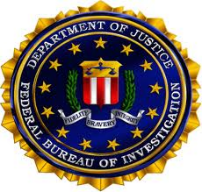 DEPARTMENT OF JUSTICE
FIDELITY BRAVERY INTEGRITY
FEDERAL BUREAU OF INVESTIGATION